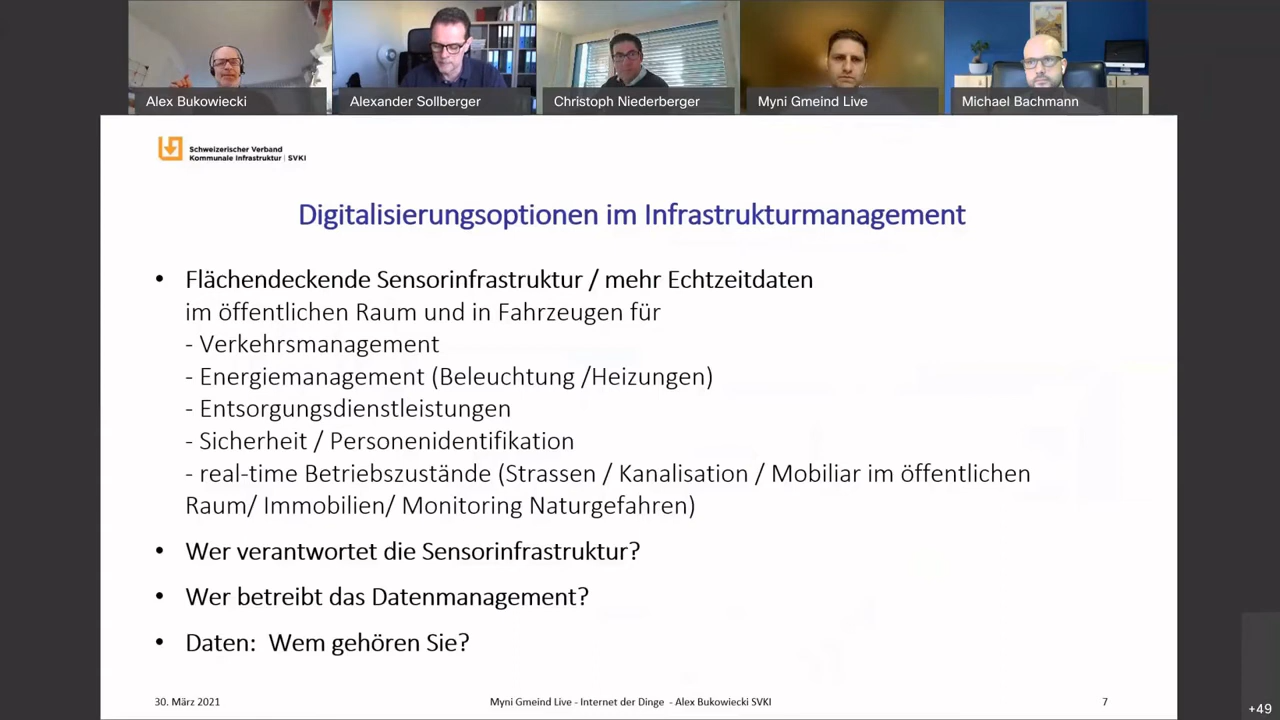 Alex Bukowiecki
Alexander Sollberger
Christoph Niederberger
Myni Gmeind Live
Michael Bachmann
Schweizerischer Verband
Kommunale Infrastruktur | SVKI
Digitalisierungsoptionen im Infrastrukturmanagement
• Flächendeckende Sensorinfrastruktur / mehr Echtzeitdaten
im öffentlichen Raum und in Fahrzeugen für
- Verkehrsmanagement
- Energiemanagement (Beleuchtung /Heizungen)
- Entsorgungsdienstleistungen
- Sicherheit / Personenidentifikation
- real-time Betriebszustände (Strassen / Kanalisation / Mobiliar im öffentlichen
Raum/ Immobilien/ Monitoring Naturgefahren)
• Wer verantwortet die Sensorinfrastruktur?
• Wer betreibt das Datenmanagement?
• Daten: Wem gehören Sie?
30. März 2021
Myni Gmeind Live - Internet der Dinge - Alex Bukowiecki SVKI
7
+49